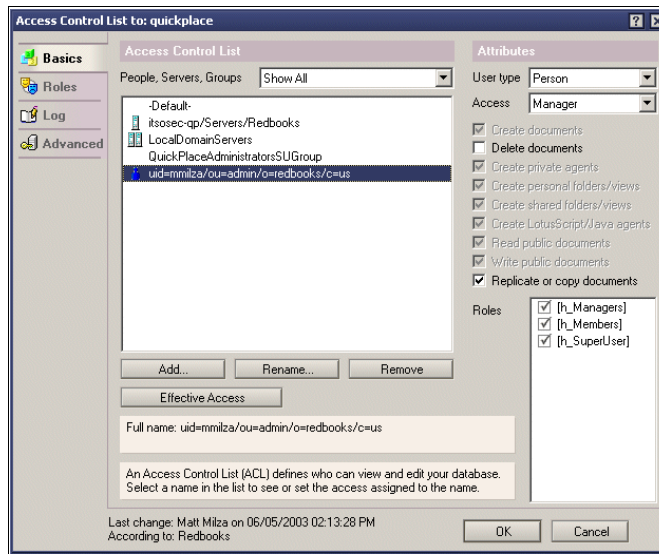 Access Control List to: quickplace
Basics
Roles
Log
Advanced
Access Control List
People, Servers, Groups
Show All
-Default-
itsosec-qp/Servers/Redbooks
LocalDomainServers
QuickPlaceAdministratorsSUGroup
uid=mmilza/ou=admin/o=redbooks/c=us
Add...
Rename...
Remove
Effective Access
Full name: uid=mmilza/ou=admin/o=redbooks/c=us
An Access Control List (ACL) defines who can view and edit your database.
Select a name in the list to see or set the access assigned to the name.
Attributes
User type
Person
Access
Manager
Create documents
Delete documents
Create private agents
Create personal folders/views
Create shared folders/views
Create LotusScript/Java agents
Read public documents
Write public documents
Replicate or copy documents
Roles
[h_Managers]
[h_Members]
[h_SuperUser]
Last change: Matt Milza on 06/05/2003 02:13:28 PM
According to: Redbooks
OK
Cancel